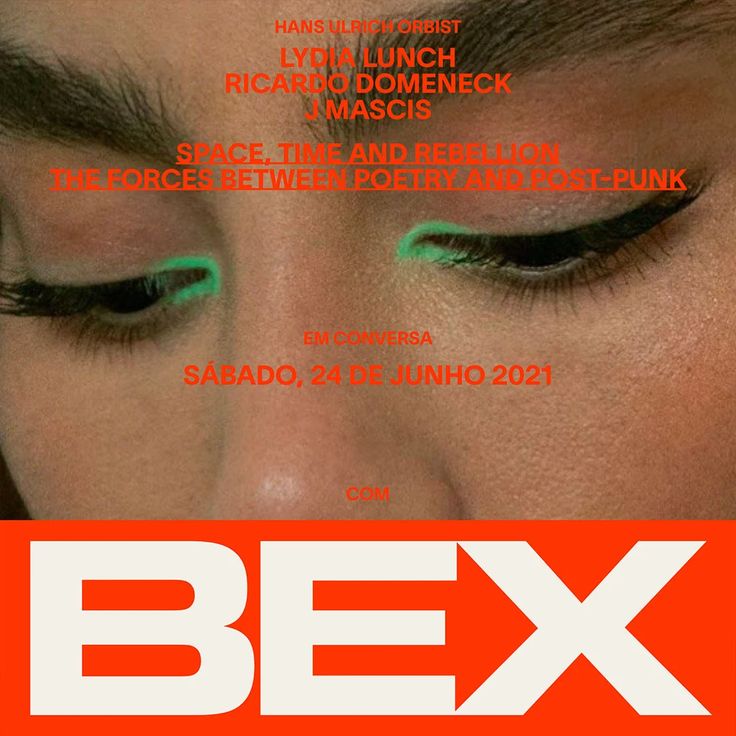 HANS ULRICH ÓRBIST
LYDIA LUNCH
RICARDO DOMENECK
J MASCIS
SPACE, TIME AND REBELLION
THE FORCES BETWEEN POETRY AND POST-PUNK
EM CONVERSA
SÁBADO, 24 DE JUNHO 2021
COM
BEX